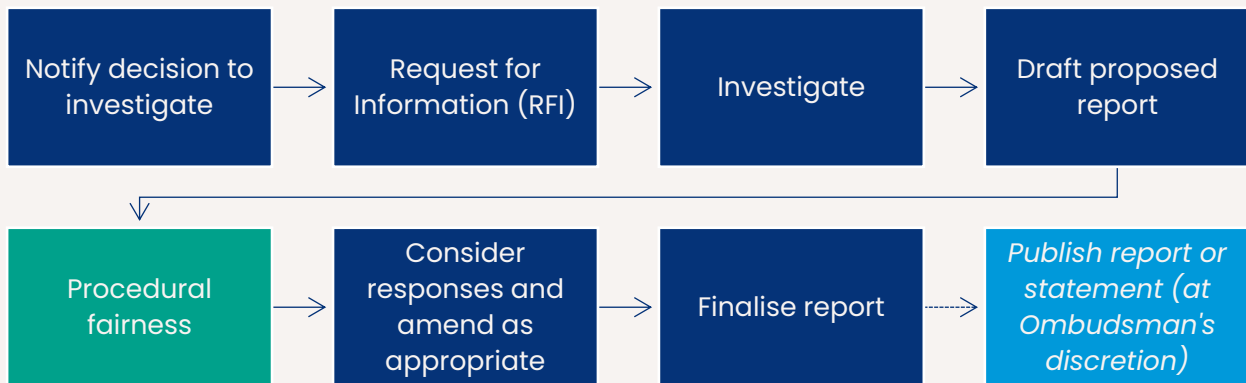 Notify decision to
investigate
Request for
Information (RFI)
Investigate
Draft proposed
report
Procedural
fairness
Consider
responses and
amend as
appropriate
Finalise report
Publish report or
statement (at
Ombudsman's
discretion)